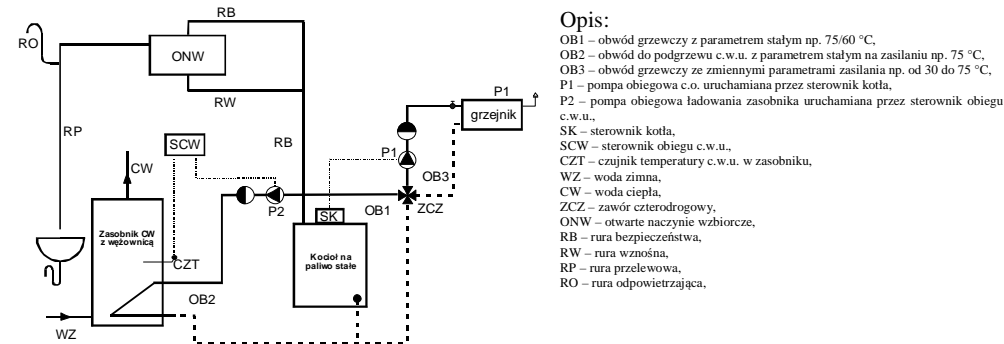 RB
RO
ONW
RW
RP
RB
SCW
CW
P1
grzejnik
P1
OB3
P2
OB1
ZCZ
SK
Zasobnik CW
z wężownicą
CZT
Kodoł na
paliwo stałe
OB2
WZ
Opis:
OB1 – obwód grzewczy z parametrem stałym np. 75/60 °C,
OB2 – obwód do podgrzewu c.w.u. z parametrem stałym na zasilaniu np. 75 °C,
OB3 – obwód grzewczy ze zmiennymi parametrami zasilania np. od 30 do 75 °C,
P1 – pompa obiegowa c.o. uruchamiana przez sterownik kotła,
P2 – pompa obiegowa ładowania zasobnika uruchamiana przez sterownik obiegu
c.w.u.,
SK – sterownik kotła,
SCW – sterownik obiegu c.w.u.,
CZT – czujnik temperatury c.w.u. w zasobniku,
WZ – woda zimna,
CW – woda ciepła,
ZCZ – zawór czterodrogowy,
ONW – otwarte naczynie wzbiorcze,
RB – rura bezpieczeństwa,
RW – rura wznośna,
RP – rura przelewowa,
RO – rura odpowietrzająca,